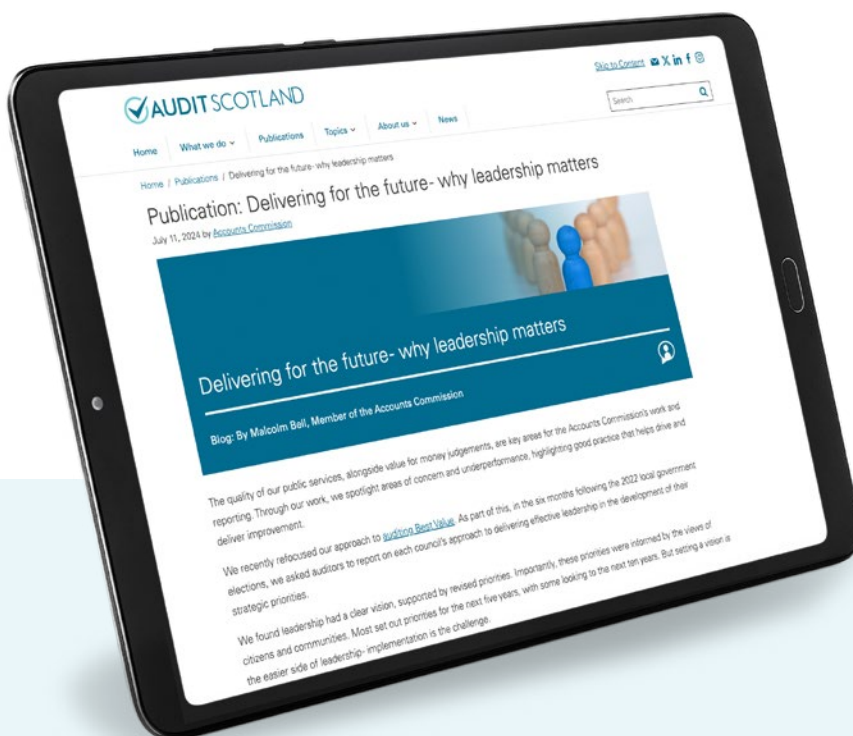 AUDIT SCOTLAND
Skip to Content
Search
Home What we do Publications Topics About us News
Home / Publications / Delivering for the future- why leadership matters
Publication: Delivering for the future- why leadership matters
July 11, 2024 by Accounts Commission
Delivering for the future- why leadership matters
Blog: By Malcolm Bell, Member of the Accounts Commission
The quality of our public services, alongside value for money judgements, are key areas for the Accounts Commission's work and
reporting. Through our work, we spotlight areas of concern and underperformance, highlighting good practice that helps drive and
deliver improvement.
We recently refocused our approach to auditing Best Value. As part of this, in the six months following the 2022 local government
elections, we asked auditors to report on each council's approach to delivering effective leadership in the development of their
strategic priorities.
We found leadership had a clear vision, supported by revised priorities. Importantly, these priorities were informed by the views of
citizens and communities. Most set out priorities for the next five years, with some looking to the next ten years. But setting a vision is
the easier side of leadership- implementation is the challenge.